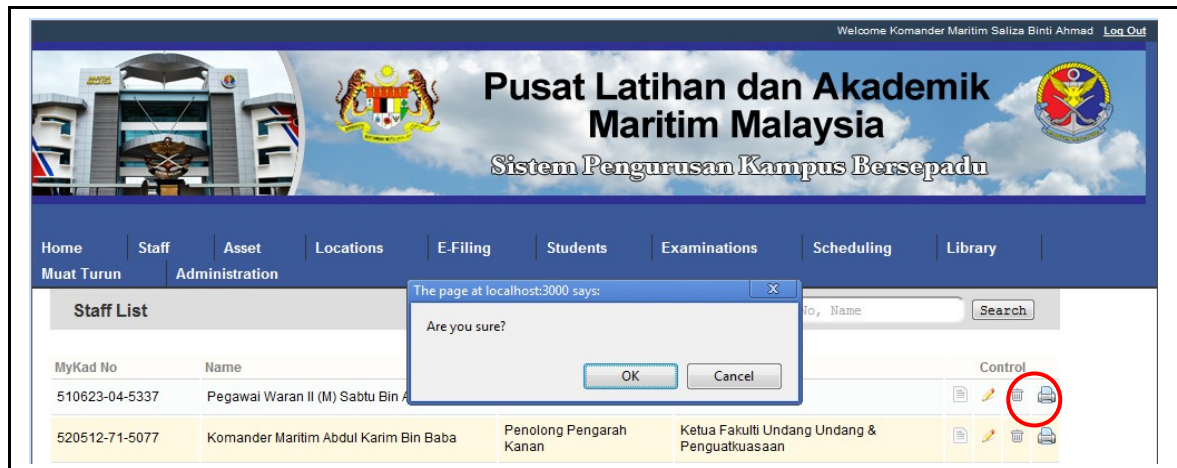 Welcome Komander Maritim Saliza Binti Ahmad Log Out
Pusat Latihan dan Akademik
Maritim Malaysia
Sistem Pengurusan Kampus Bersepadu
Home Staff Asset Locations E-Filing Students Examinations Scheduling Library
Muat Turun Administration
The page at localhost:3000 says:
X
Are you sure?
OK Cancel
Staff List
No, Name Search
MyKad No Name Control
510623-04-5337 Pegawai Waran II (M) Sabtu Bin
520512-71-5077 Komander Maritim Abdul Karim Bin Baba Penolong Pengarah Ketua Fakulti Undang Undang &
Kanan Penguatkuasaan